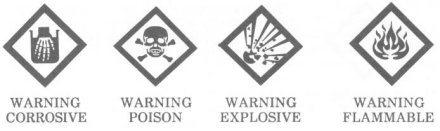 WARNING
CORROSIVE
WARNING
POISON
WARNING
EXPLOSIVE
WARNING
FLAMMABLE